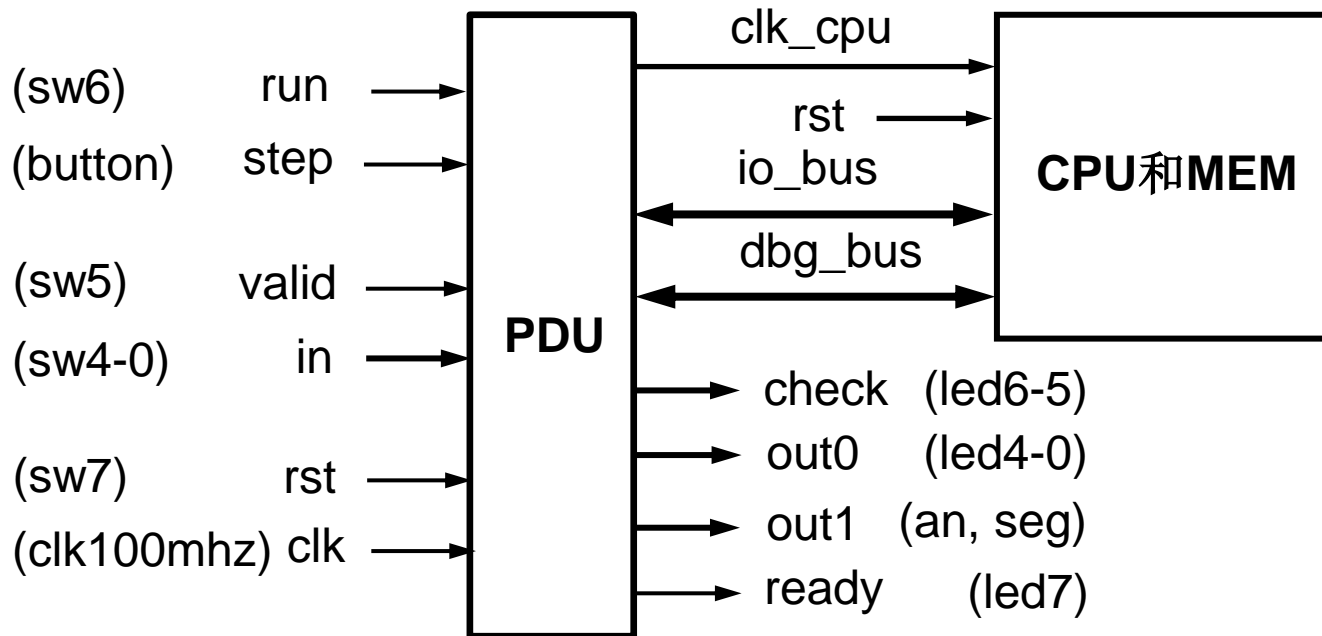 (sw6) run
(button) step
(sw5) valid
(sw4-0) in
(sw7) rst
(clk100mhz) clk
PDU
clk_cpu
rst
io_bus
dbg_bus
CPU和MEM
check (led6-5)
out0 (led4-0)
out1 (an, seg)
ready (led7)